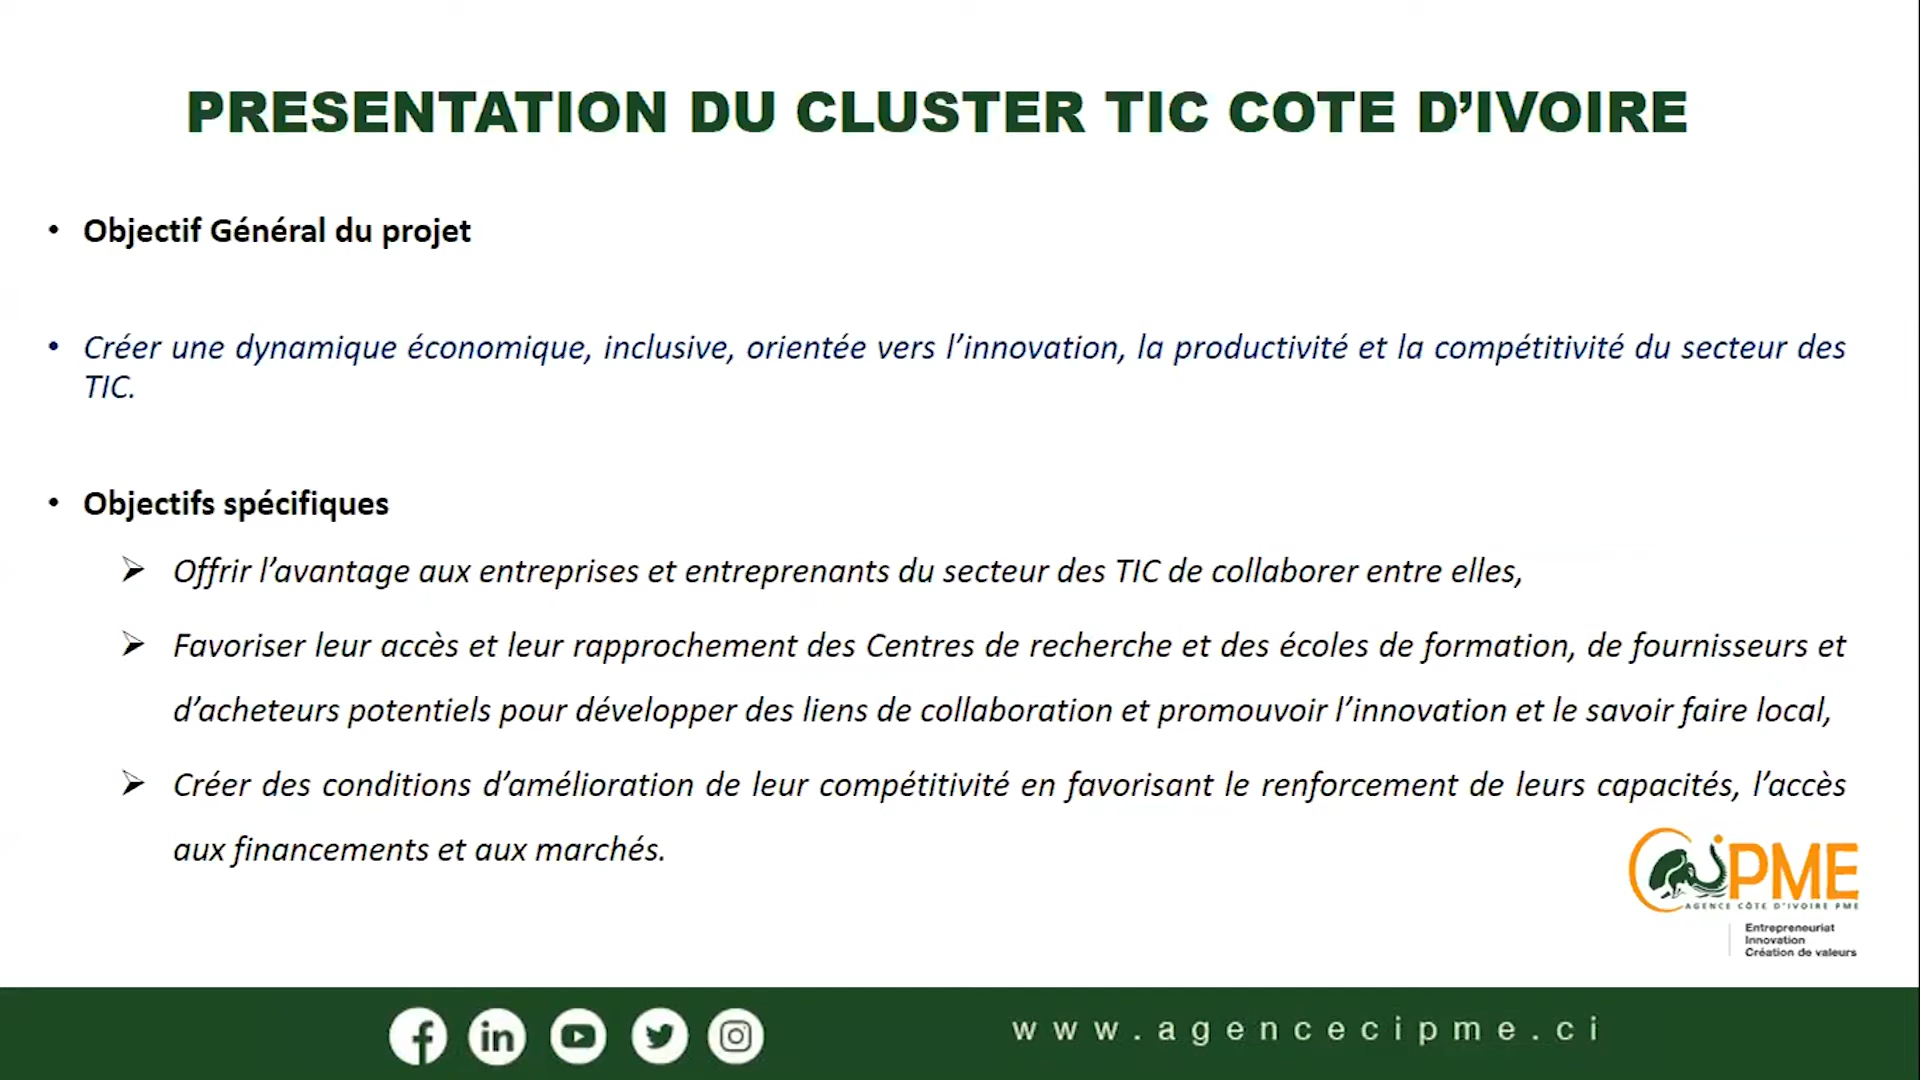 PRESENTATION DU CLUSTER TIC COTE D’IVOIRE
• Objectif Général du projet
• Créer une dynamique économique, inclusive, orientée vers l’innovation, la productivité et la compétitivité du secteur des
TIC.
• Objectifs spécifiques
➢ Offrir l’avantage aux entreprises et entreprenants du secteur des TIC de collaborer entre elles,
➢ Favoriser leur accès et leur rapprochement des Centres de recherche et des écoles de formation, de fournisseurs et
d’acheteurs potentiels pour développer des liens de collaboration et promouvoir l’innovation et le savoir faire local,
➢ Créer des conditions d’amélioration de leur compétitivité en favorisant le renforcement de leurs capacités, l’accès
aux financements et aux marchés.
CiPME
AGENCE CÔTE D'IVOIRE PME
Entrepreneuriat
Innovation
Création de valeurs
www.agencecipme.ci